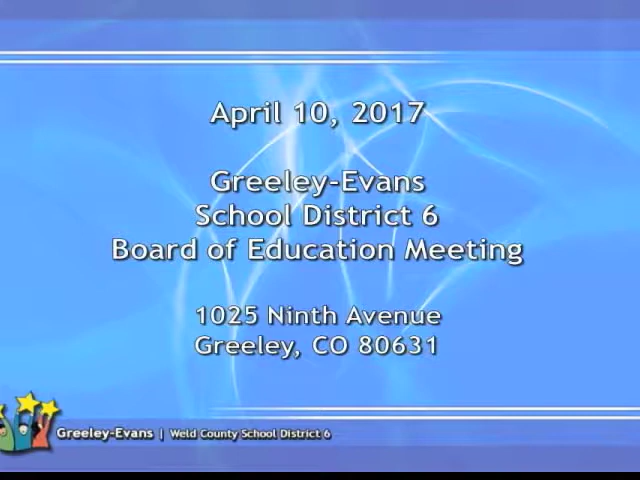 April 10, 2017
Greeley-Evans
School District 6
Board of Education Meeting
1025 Ninth Avenue
Greeley, CO 80631
Greeley-Evans | Weld County School District 6